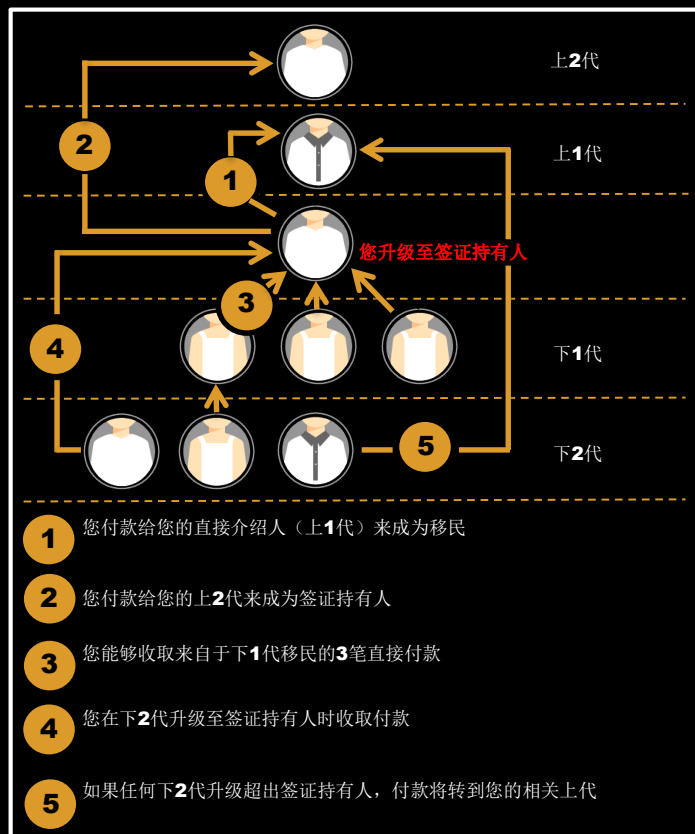 上2代
2
上1代
1
您升级至签证持有人
3
4
下1代
5
下2代
1 您付款给您的直接介绍人（上1代）来成为移民
2 您付款给您的上2代来成为签证持有人
3 您能够收取来自于下1代移民的3笔直接付款
4 您在下2代升级至签证持有人时收取付款
5 如果任何下2代升级超出签证持有人，付款将转到您的相关上代